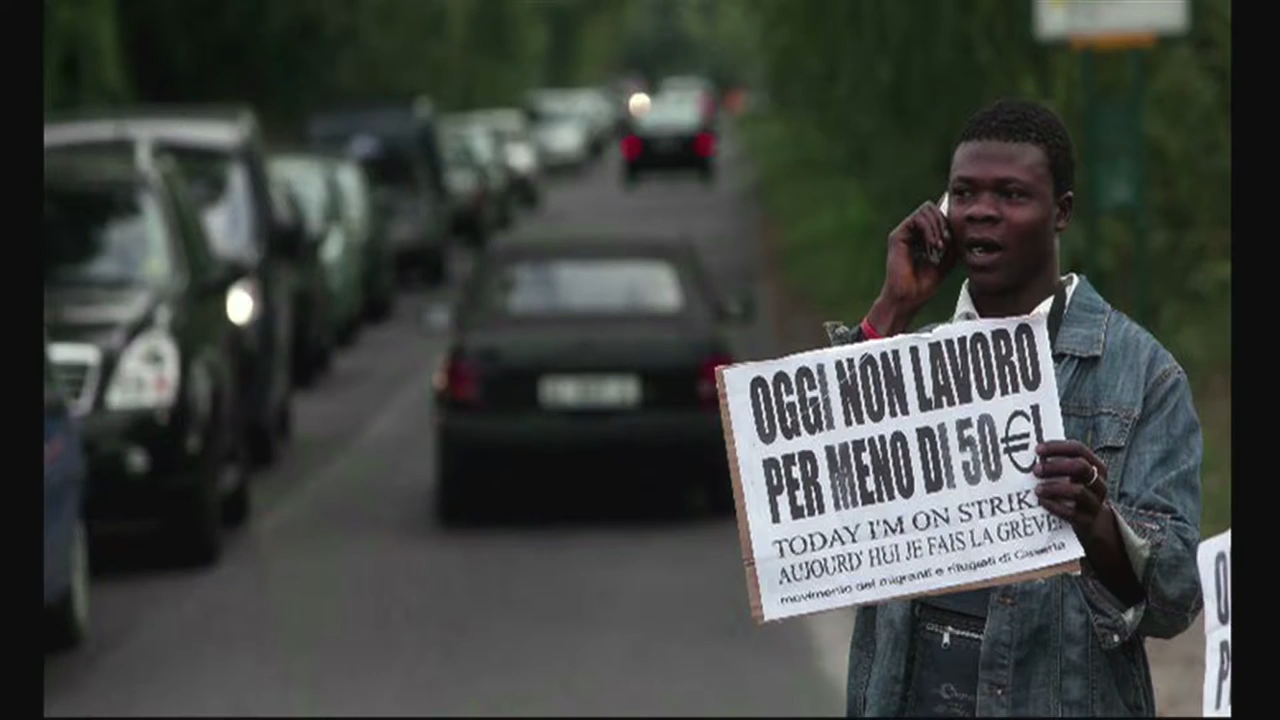 OGGI NON LAVORO
PER MENO DI 50€!
TODAY I'M ON STRIKE
AUJOURD' HUI JE FAIS LA GRÈVE!
movimento dei migranti e rifugiati di Caserta
O
P